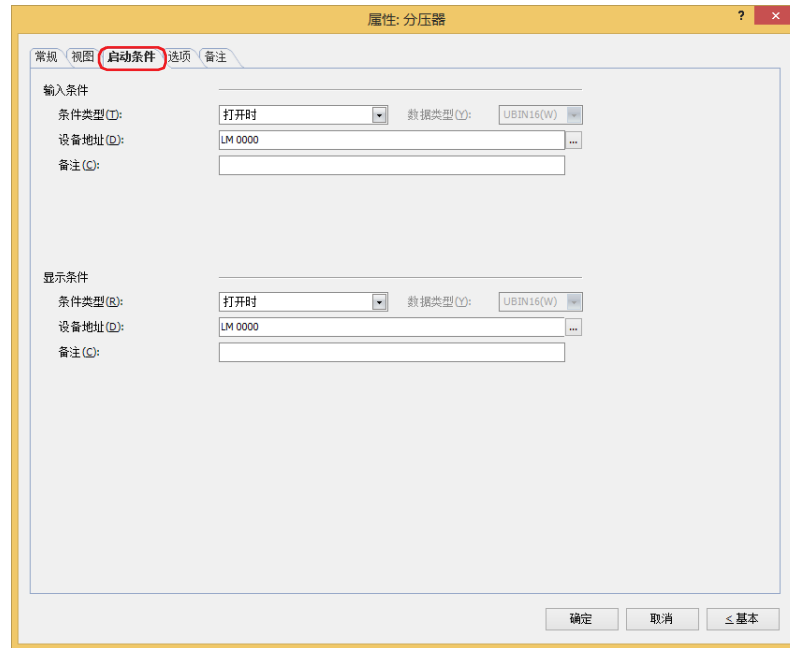 属性: 分压器
?
×
常规 视图 启动条件 选项 备注
输入条件
条件类型(T): 打开时 数据类型(Y): UBIN16(W)
设备地址(D): LM 0000 ...
备注(C):
显示条件
条件类型(R): 打开时 数据类型(Y): UBIN16(W)
设备地址(D): LM 0000 ...
备注(C):
确定 取消 <基本